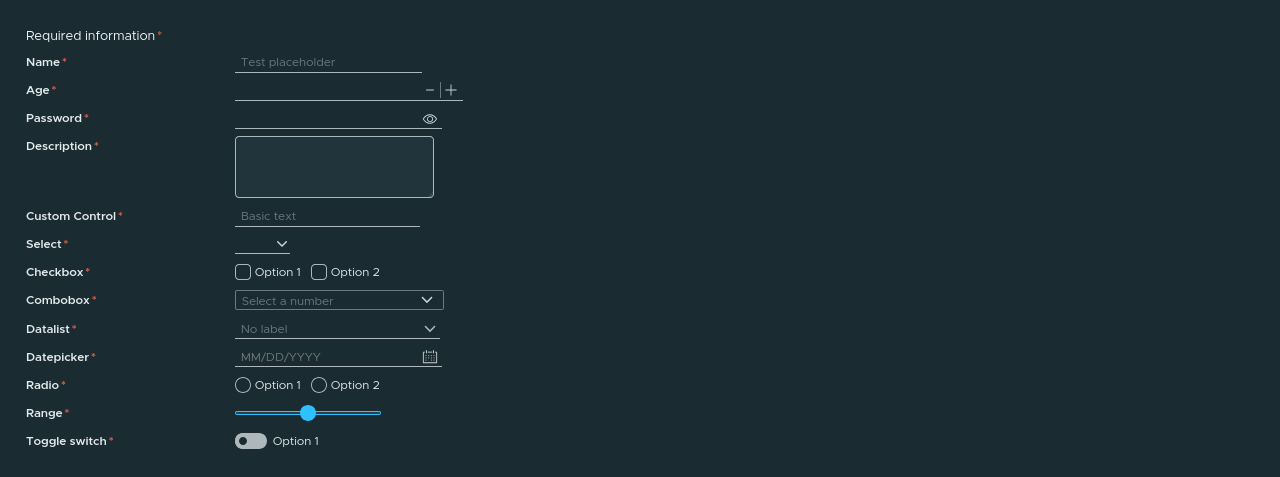 Required information *
Name * Test placeholder
Age *
Password *
Description *
Custom Control * Basic text
Select *
Checkbox * Option 1 Option 2
Combobox * Select a number
Datalist * No label
Datepicker * MM/DD/YYYY
Radio * Option 1 Option 2
Range *
Toggle switch * Option 1